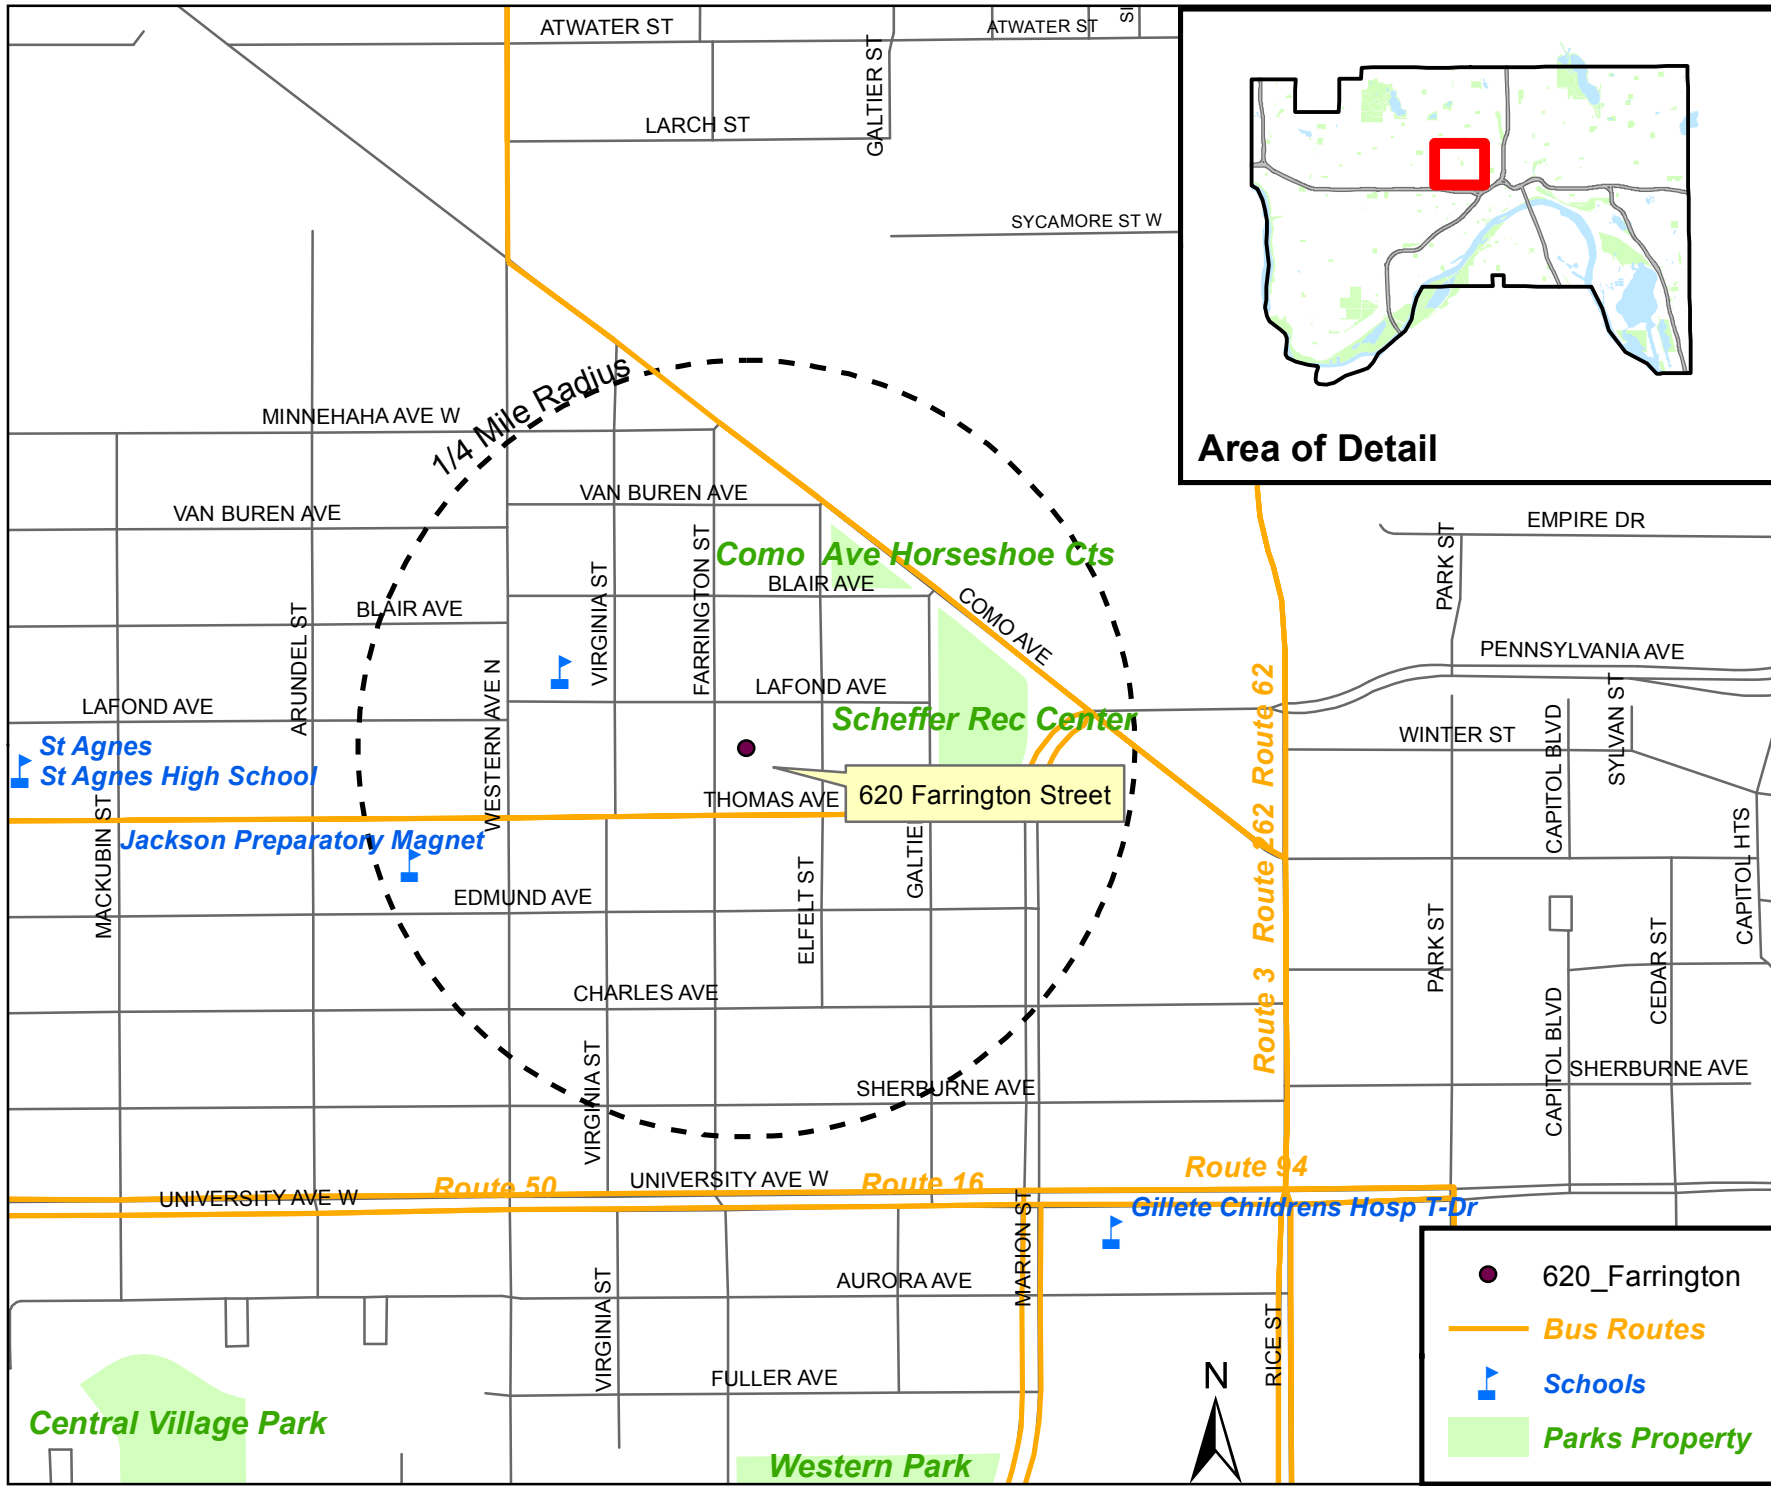 ATWATER ST
ATWATER ST
SI
GALTIER ST
LARCH ST
SYCAMORE ST W
Area of Detail
1/4 Mile Radius
MINNEHAHA AVE W
VAN BUREN AVE
VAN BUREN AVE
EMPIRE DR
PARK ST
Como Ave Horseshoe Cts
BLAIR AVE
BLAIR AVE
COMO AVE
VIRGINIA ST
FARRINGTON ST
ARUNDEL ST
WESTERN AVE N
PENNSYLVANIA AVE
LAFOND AVE
LAFOND AVE
Scheffer Rec Center
Route 62
WINTER ST
CAPITOL BLVD
SYLVAN ST
St Agnes
St Agnes High School
620 Farrington Street
THOMAS AVE
MACKUBIN ST
Jackson Preparatory Magnet
Route 262
GALTIE
CAPITOL HTS
EDMUND AVE
ELFELT ST
PARK ST
CEDAR ST
Route 3
CHARLES AVE
CAPITOL BLVD
VIRGINIA ST
SHERBURNE AVE
SHERBURNE AVE
Route 50
UNIVERSITY AVE W
Route 16
Route 94
UNIVERSITY AVE W
Gillete Childrens Hosp T-Dr
MARION ST
AURORA AVE
VIRGINIA ST
RICE ST
FULLER AVE
N
Central Village Park
Western Park
620_Farrington
Bus Routes
Schools
Parks Property